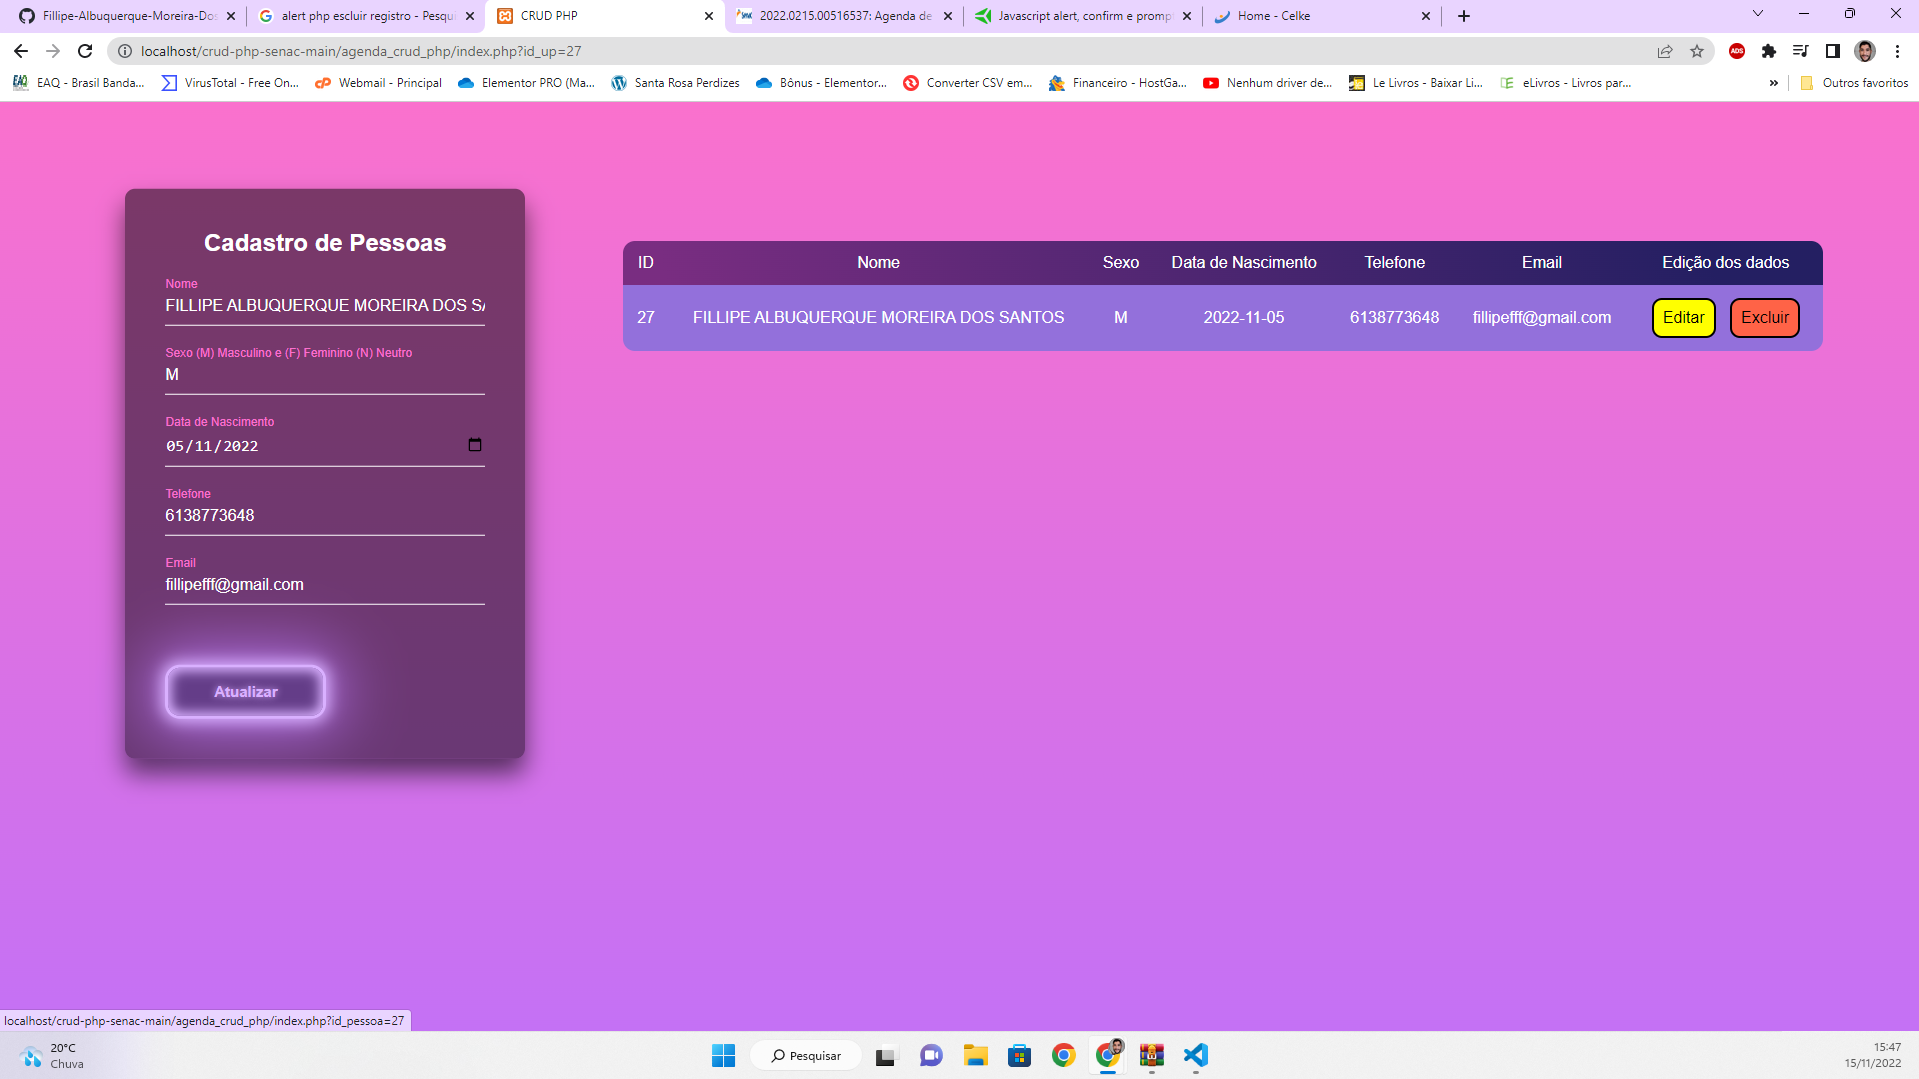 Fillipe-Albuquerque-Moreira-Dos
alert php escluir registro - Pesqui
CRUD PHP
2022.0215.00516537: Agenda de
Javascript alert, confirm e promp
Home - Celke
localhost/crud-php-senac-main/agenda_crud_php/index.php?id_up=27
ADS
EAQ - Brasil Banda...
VirusTotal - Free On...
Webmail - Principal
Elementor PRO (Ma...
Santa Rosa Perdizes
Bônus - Elementor...
Converter CSV em...
Financeiro - HostGa...
Nenhum driver de...
Le Livros - Baixar Li...
eLivros - Livros par...
»
Outros favoritos
Cadastro de Pessoas
Nome
FILLIPE ALBUQUERQUE MOREIRA DOS SA
Sexo (M) Masculino e (F) Feminino (N) Neutro
M
Data de Nascimento
05/11/2022
Telefone
6138773648
Email
fillipefff@gmail.com
Atualizar
ID Nome Sexo Data de Nascimento Telefone Email Edição dos dados
27 FILLIPE ALBUQUERQUE MOREIRA DOS SANTOS M 2022-11-05 6138773648 fillipefff@gmail.com Editar Excluir
localhost/crud-php-senac-main/agenda_crud_php/index.php?id_pessoa=27
20°C
Chuva
Pesquisar
15:47
15/11/2022